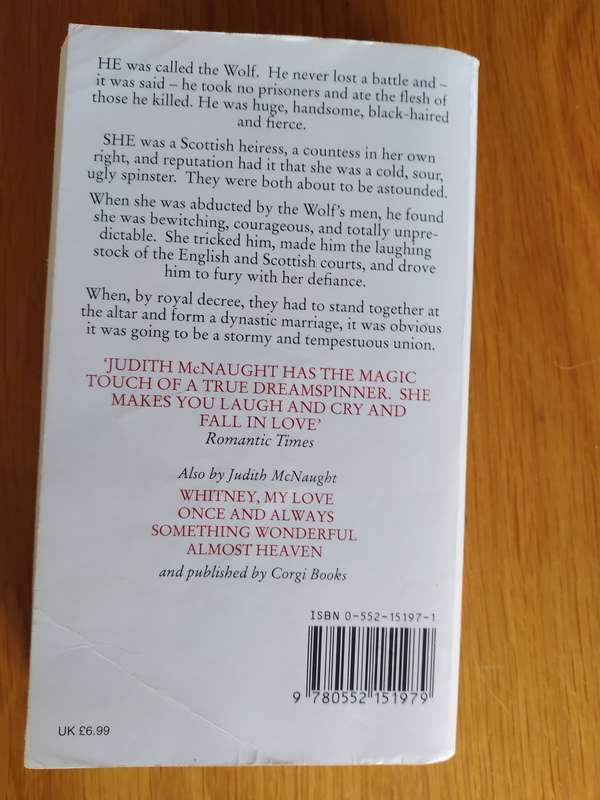 HE was called the Wolf. He never lost a battle and –
it was said – he took no prisoners and ate the flesh of
those he killed. He was huge, handsome, black-haired
and fierce.
SHE was a Scottish heiress, a countess in her own
right, and reputation had it that she was a cold, sour,
ugly spinster. They were both about to be astounded.
When she was abducted by the Wolf's men, he found
she was bewitching, courageous, and totally unpre-
dictable. She tricked him, made him the laughing
stock of the English and Scottish courts, and drove
him to fury with her defiance.
When, by royal decree, they had to stand together at
the altar and form a dynastic marriage, it was obvious
it was going to be a stormy and tempestuous union.
'JUDITH McNAUGHT HAS THE MAGIC
TOUCH OF A TRUE DREAMSPINNER. SHE
MAKES YOU LAUGH AND CRY AND
FALL IN LOVE'
Romantic Times
Also by Judith McNaught
WHITNEY, MY LOVE
ONCE AND ALWAYS
SOMETHING WONDERFUL
ALMOST HEAVEN
and published by Corgi Books
ISBN 0-552-15197-1
9 780552 151979
UK £6.99